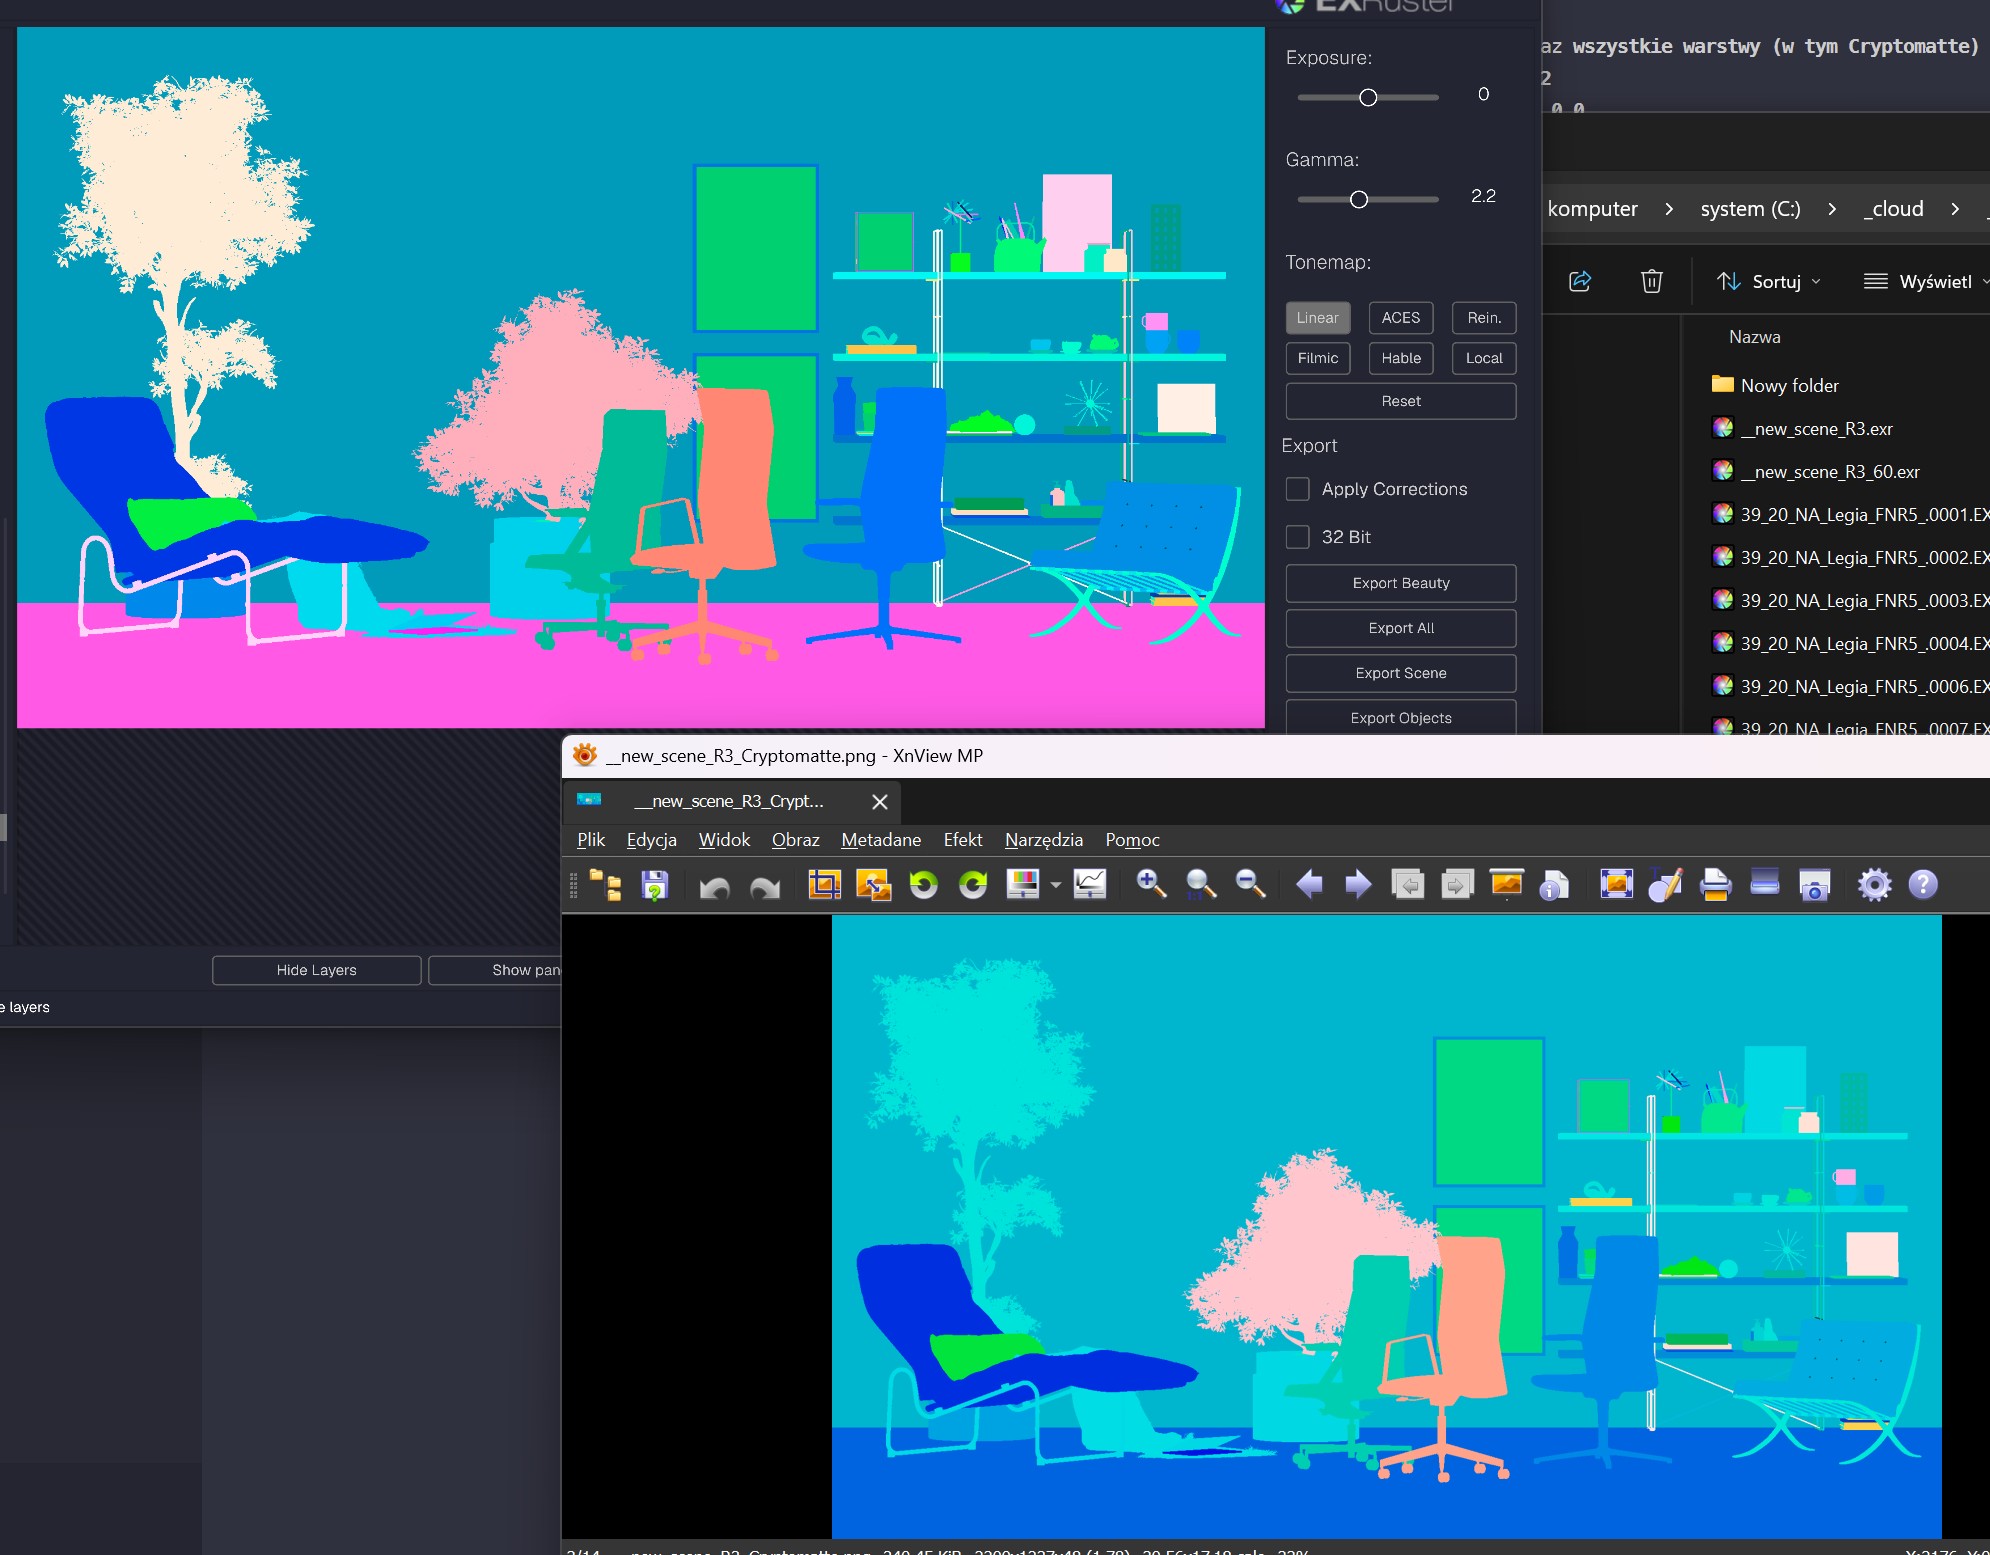 EXRuster
Exposure:
0
Gamma:
2.2
Tonemap:
Linear
ACES
Rein.
Filmic
Hable
Local
Reset
Export
Apply Corrections
32 Bit
Export Beauty
Export All
Export Scene
Export Objects
az wszystkie warstwy (w tym Cryptomatte)
2
0 0
komputer > system (C:) > _cloud >
Sortuj
Wyświetl
Nazwa
Nowy folder
__new_scene_R3.exr
__new_scene_R3_60.exr
39_20_NA_Legia_FNR5_.0001.EX
39_20_NA_Legia_FNR5_.0002.EX
39_20_NA_Legia_FNR5_.0003.EX
39_20_NA_Legia_FNR5_.0004.EX
39_20_NA_Legia_FNR5_.0006.EX
39_20_NA_Legia_FNR5_.0007.EX
Hide Layers
Show pan
e layers
__new_scene_R3_Cryptomatte.png - XnView MP
__new_scene_R3_Crypt...
Plik Edycja Widok Obraz Metadane Efekt Narzędzia Pomoc